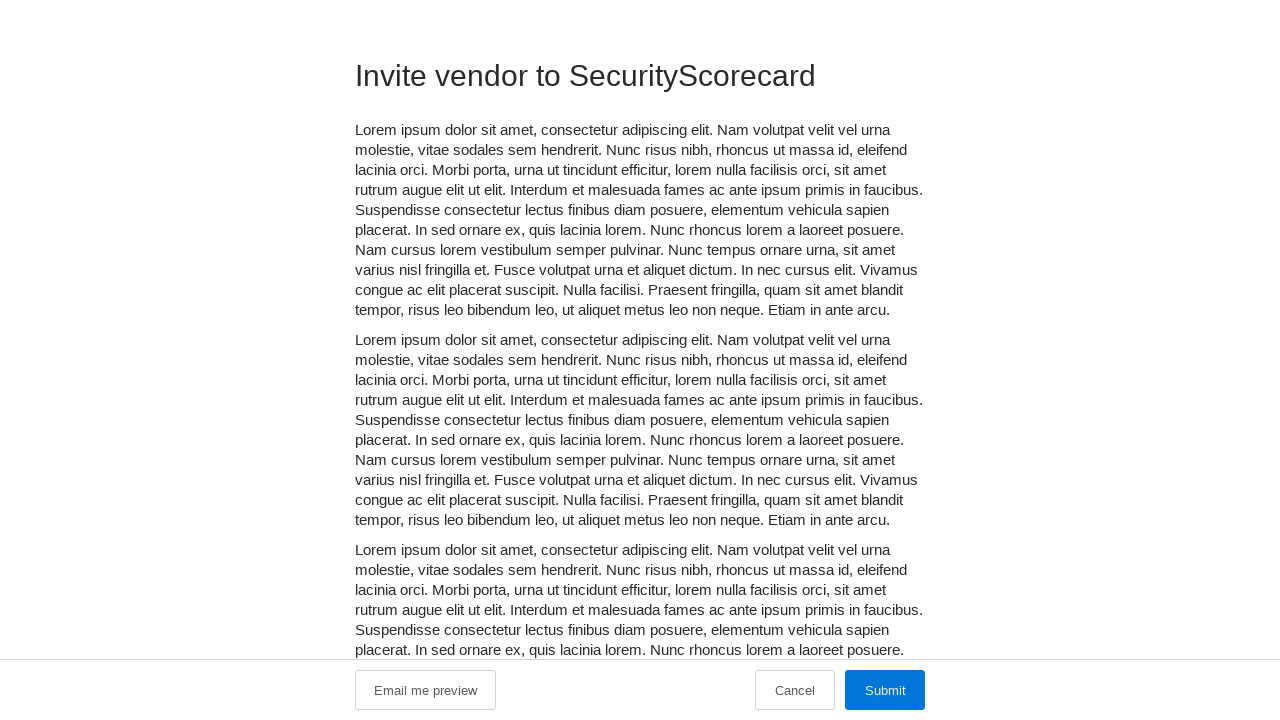 Invite vendor to SecurityScorecard
Lorem ipsum dolor sit amet, consectetur adipiscing elit. Nam volutpat velit vel urna
molestie, vitae sodales sem hendrerit. Nunc risus nibh, rhoncus ut massa id, eleifend
lacinia orci. Morbi porta, urna ut tincidunt efficitur, lorem nulla facilisis orci, sit amet
rutrum augue elit ut elit. Interdum et malesuada fames ac ante ipsum primis in faucibus.
Suspendisse consectetur lectus finibus diam posuere, elementum vehicula sapien
placerat. In sed ornare ex, quis lacinia lorem. Nunc rhoncus lorem a laoreet posuere.
Nam cursus lorem vestibulum semper pulvinar. Nunc tempus ornare urna, sit amet
varius nisl fringilla et. Fusce volutpat urna et aliquet dictum. In nec cursus elit. Vivamus
congue ac elit placerat suscipit. Nulla facilisi. Praesent fringilla, quam sit amet blandit
tempor, risus leo bibendum leo, ut aliquet metus leo non neque. Etiam in ante arcu.
Lorem ipsum dolor sit amet, consectetur adipiscing elit. Nam volutpat velit vel urna
molestie, vitae sodales sem hendrerit. Nunc risus nibh, rhoncus ut massa id, eleifend
lacinia orci. Morbi porta, urna ut tincidunt efficitur, lorem nulla facilisis orci, sit amet
rutrum augue elit ut elit. Interdum et malesuada fames ac ante ipsum primis in faucibus.
Suspendisse consectetur lectus finibus diam posuere, elementum vehicula sapien
placerat. In sed ornare ex, quis lacinia lorem. Nunc rhoncus lorem a laoreet posuere.
Nam cursus lorem vestibulum semper pulvinar. Nunc tempus ornare urna, sit amet
varius nisl fringilla et. Fusce volutpat urna et aliquet dictum. In nec cursus elit. Vivamus
congue ac elit placerat suscipit. Nulla facilisi. Praesent fringilla, quam sit amet blandit
tempor, risus leo bibendum leo, ut aliquet metus leo non neque. Etiam in ante arcu.
Lorem ipsum dolor sit amet, consectetur adipiscing elit. Nam volutpat velit vel urna
molestie, vitae sodales sem hendrerit. Nunc risus nibh, rhoncus ut massa id, eleifend
lacinia orci. Morbi porta, urna ut tincidunt efficitur, lorem nulla facilisis orci, sit amet
rutrum augue elit ut elit. Interdum et malesuada fames ac ante ipsum primis in faucibus.
Suspendisse consectetur lectus finibus diam posuere, elementum vehicula sapien
placerat. In sed ornare ex, quis lacinia lorem. Nunc rhoncus lorem a laoreet posuere.
Email me preview
Cancel
Submit